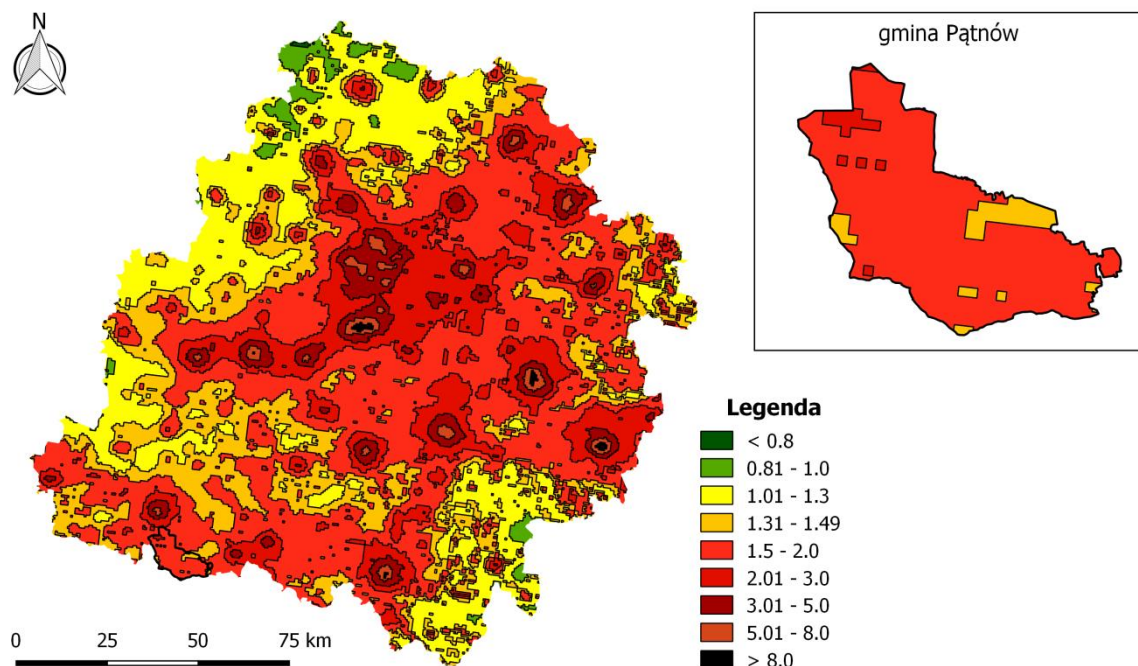 N
gmina Pątnów
Legenda
< 0.8
0.81 - 1.0
1.01 - 1.3
1.31 - 1.49
1.5 - 2.0
2.01 - 3.0
3.01 - 5.0
5.01 - 8.0
> 8.0
0 25 50 75 km